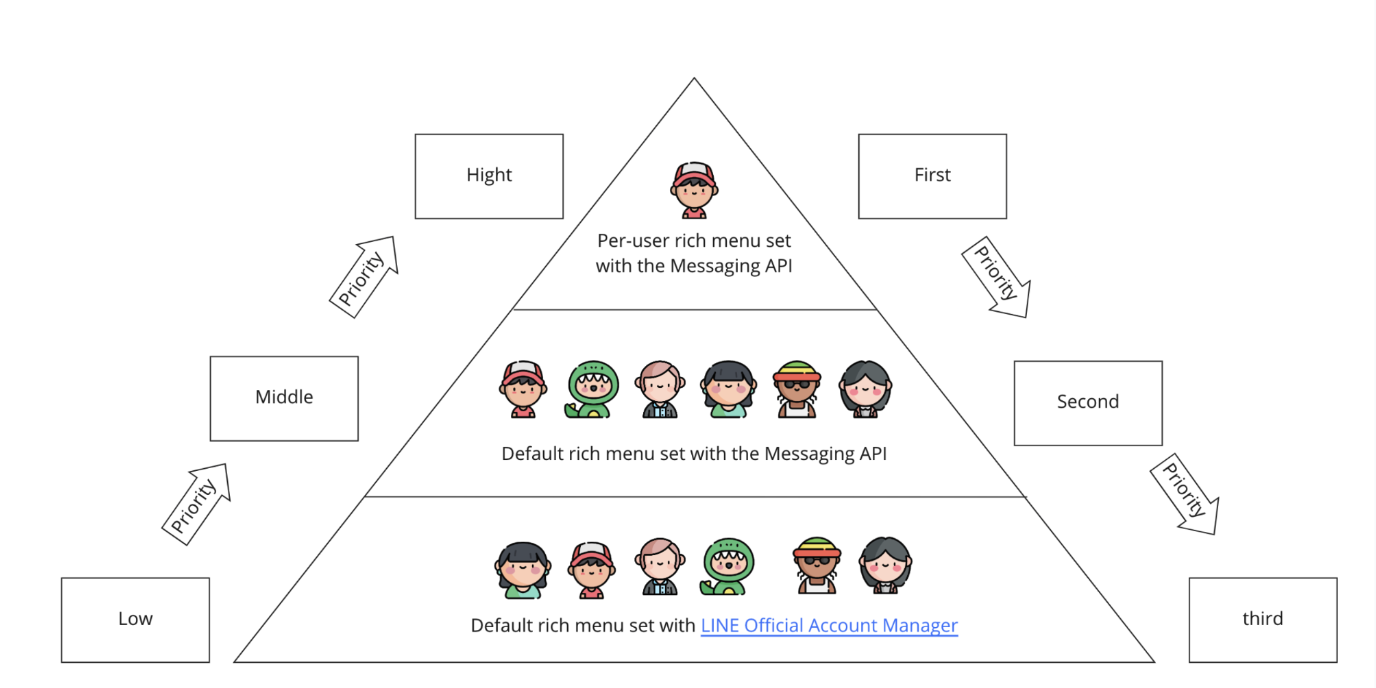 Hight
First
Per-user rich menu set
with the Messaging API
Priority
Priority
Middle
Second
Default rich menu set with the Messaging API
Priority
Priority
Low
third
Default rich menu set with LINE Official Account Manager